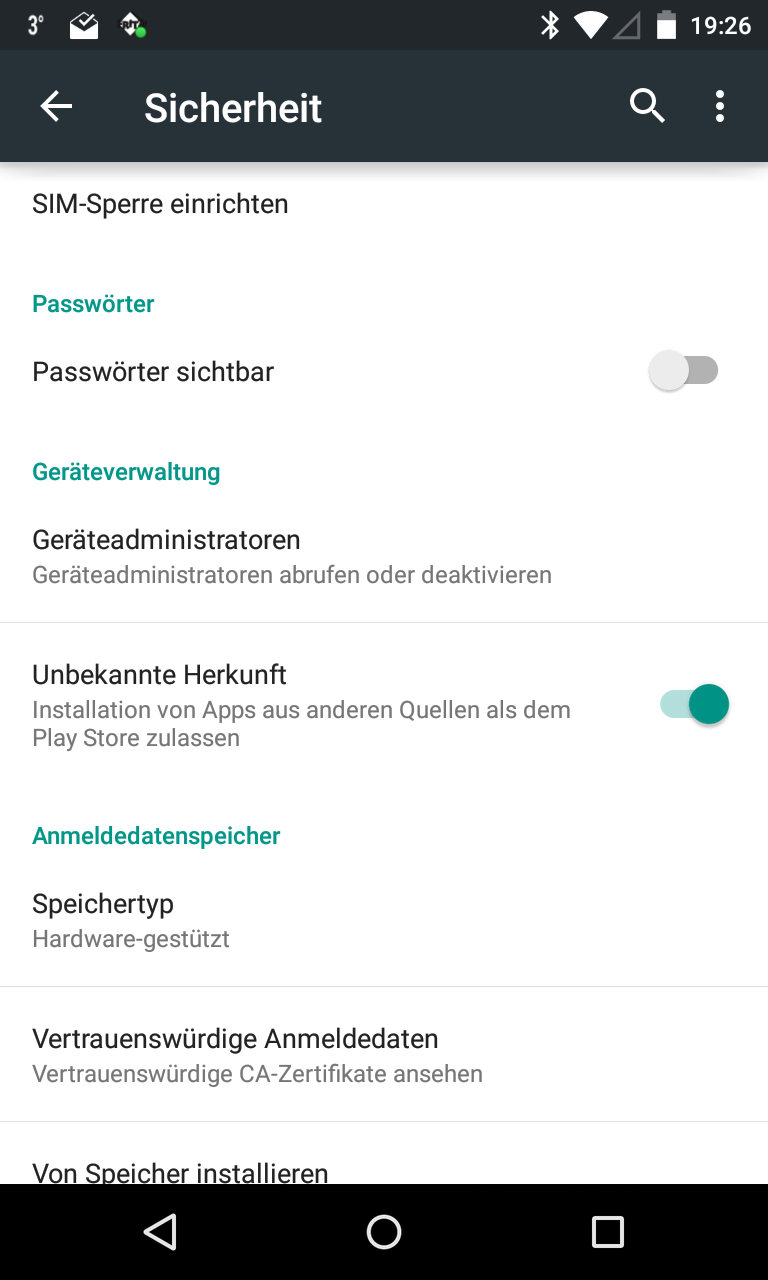 3° 19:26
Sicherheit
SIM-Sperre einrichten
Passwörter
Passwörter sichtbar
Geräteverwaltung
Geräteadministratoren
Geräteadministratoren abrufen oder deaktivieren
Unbekannte Herkunft
Installation von Apps aus anderen Quellen als dem
Play Store zulassen
Anmeldedatenspeicher
Speichertyp
Hardware-gestützt
Vertrauenswürdige Anmeldedaten
Vertrauenswürdige CA-Zertifikate ansehen
Von Speicher installieren